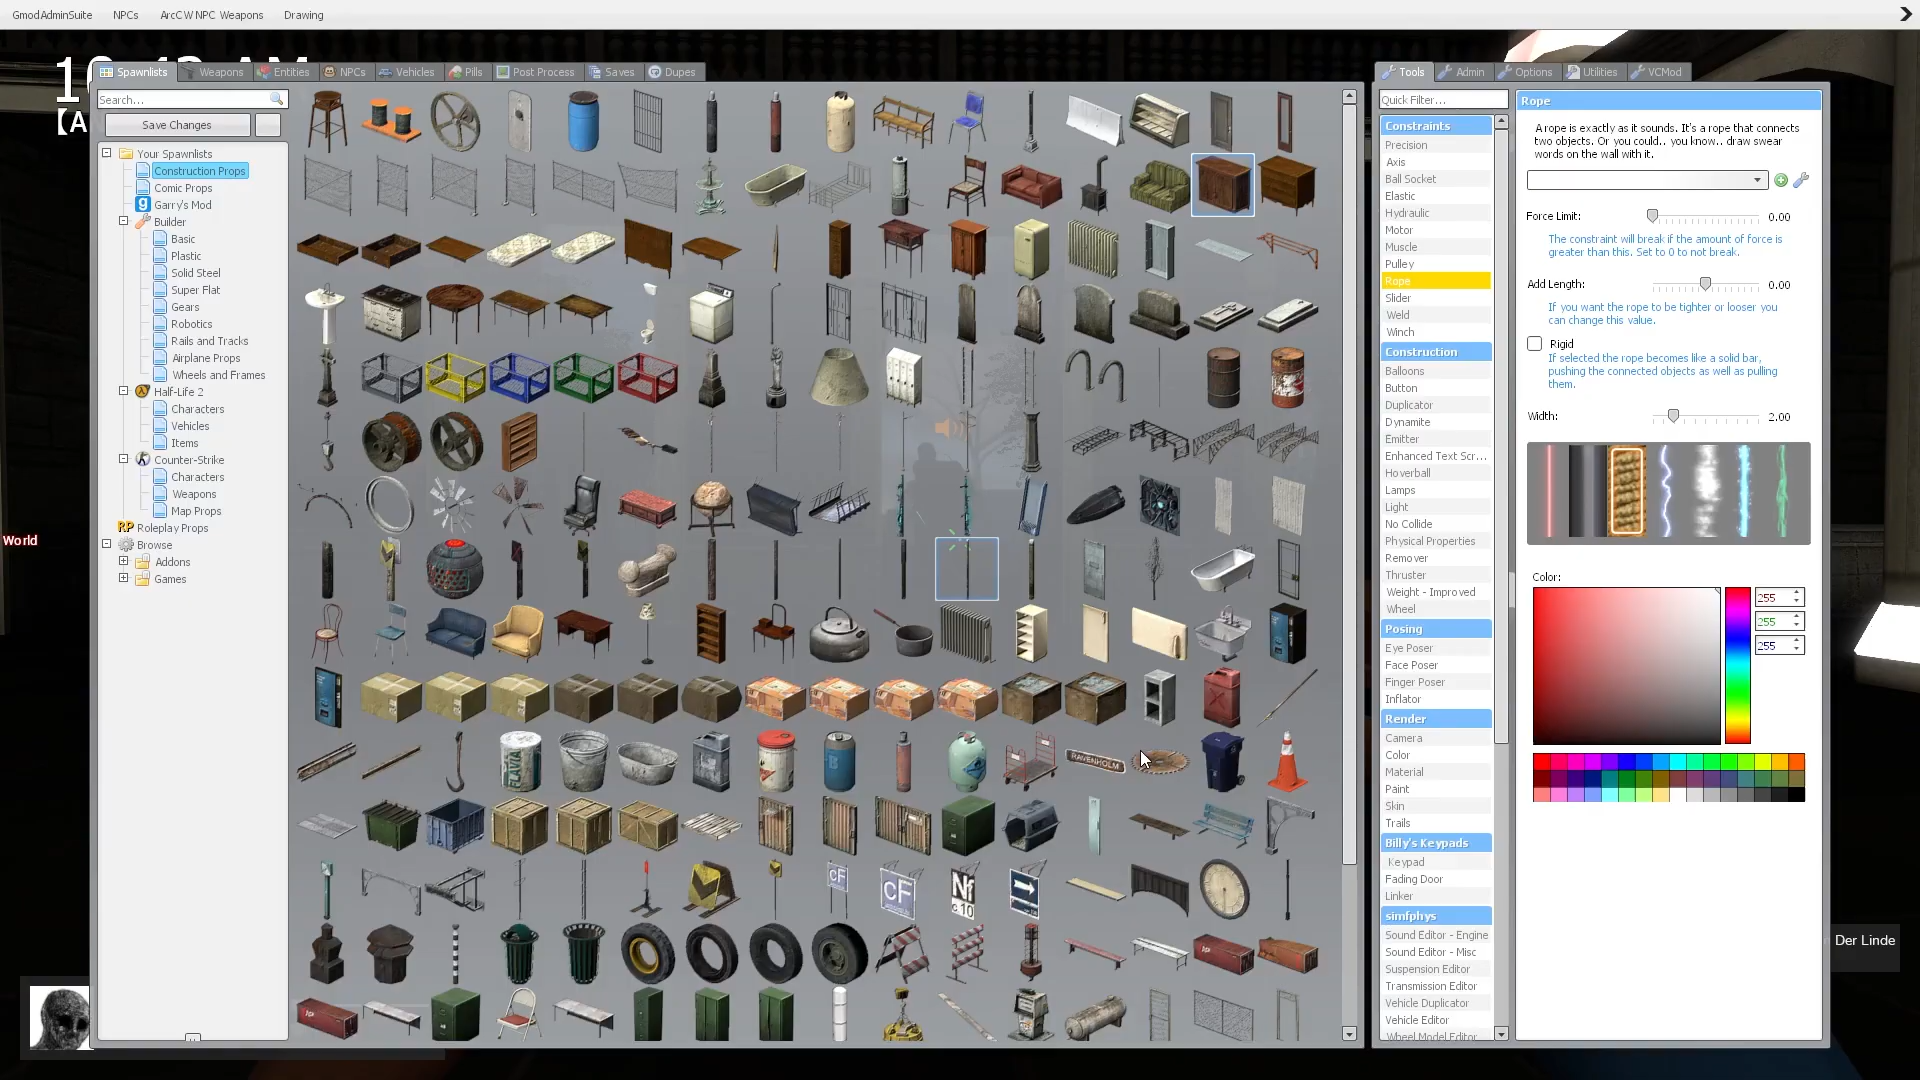 GmodAdminSuite NPCs ArcCW NPC Weapons Drawing
Spawnlists Weapons Entities NPCs Vehicles Pills Post Process Saves Dupes
Search...
Save Changes
Your Spawnlists
Construction Props
Comic Props
Garry's Mod
Builder
Basic
Plastic
Solid Steel
Super Flat
Gears
Robotics
Rails and Tracks
Airplane Props
Wheels and Frames
Half-Life 2
Characters
Vehicles
Items
Counter-Strike
Characters
Weapons
Map Props
RP Roleplay Props
Browse
Addons
Games
World
【A
RAVENHOLM
cF
cF
Nf
c 10
Tools Admin Options Utilities VCMod
Quick Filter...
Constraints
Precision
Axis
Ball Socket
Elastic
Hydraulic
Motor
Muscle
Pulley
Rope
Slider
Weld
Winch
Construction
Balloons
Button
Duplicator
Dynamite
Emitter
Enhanced Text Scr...
Hoverball
Lamps
Light
No Collide
Physical Properties
Remover
Thruster
Weight - Improved
Wheel
Posing
Eye Poser
Face Poser
Finger Poser
Inflator
Render
Camera
Color
Material
Paint
Skin
Trails
Billy's Keypads
Keypad
Fading Door
Linker
simfphys
Sound Editor - Engine
Sound Editor - Misc
Suspension Editor
Transmission Editor
Vehicle Duplicator
Vehicle Editor
Wheel Model Editor
Rope
A rope is exactly as it sounds. It's a rope that connects
two objects. Or you could.. you know.. draw swear
words on the wall with it.
Force Limit: 0.00
The constraint will break if the amount of force is
greater than this. Set to 0 to not break.
Add Length: 0.00
If you want the rope to be tighter or looser you
can change this value.
Rigid
If selected the rope becomes like a solid bar,
pushing the connected objects as well as pulling
them.
Width: 2.00
Color:
255
255
255
Der Linde